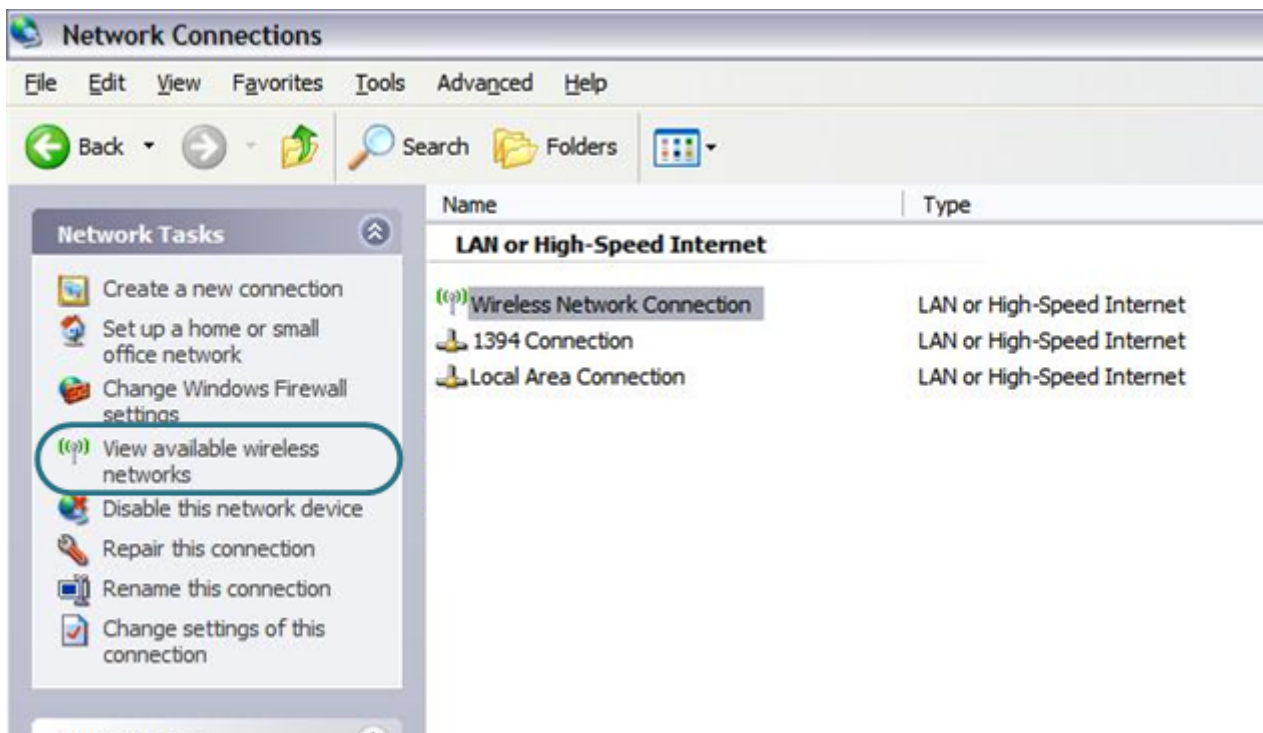 Network Connections
File Edit View Favorites Tools Advanced Help
Back Search Folders
Network Tasks
Create a new connection
Set up a home or small
office network
Change Windows Firewall
settings
View available wireless
networks
Disable this network device
Repair this connection
Rename this connection
Change settings of this
connection
Name Type
LAN or High-Speed Internet
Wireless Network Connection LAN or High-Speed Internet
1394 Connection LAN or High-Speed Internet
Local Area Connection LAN or High-Speed Internet